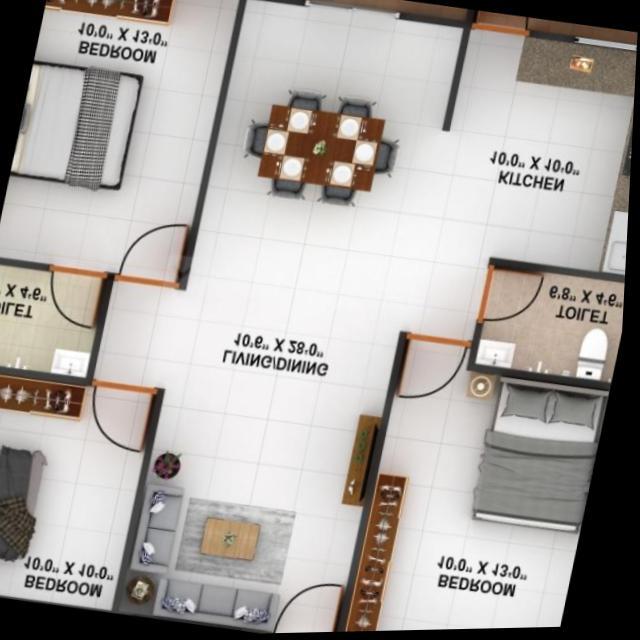 BEDROOM
10.0" X 13.0"
KITCHEN
10.0" X 10.0"
TOILET
6.8" X 4.6"
LIVING/DINING
10.6" X 28.0"
X 4.6"
BEDROOM
10.0" X 10.0"
BEDROOM
10.0" X 13.0"